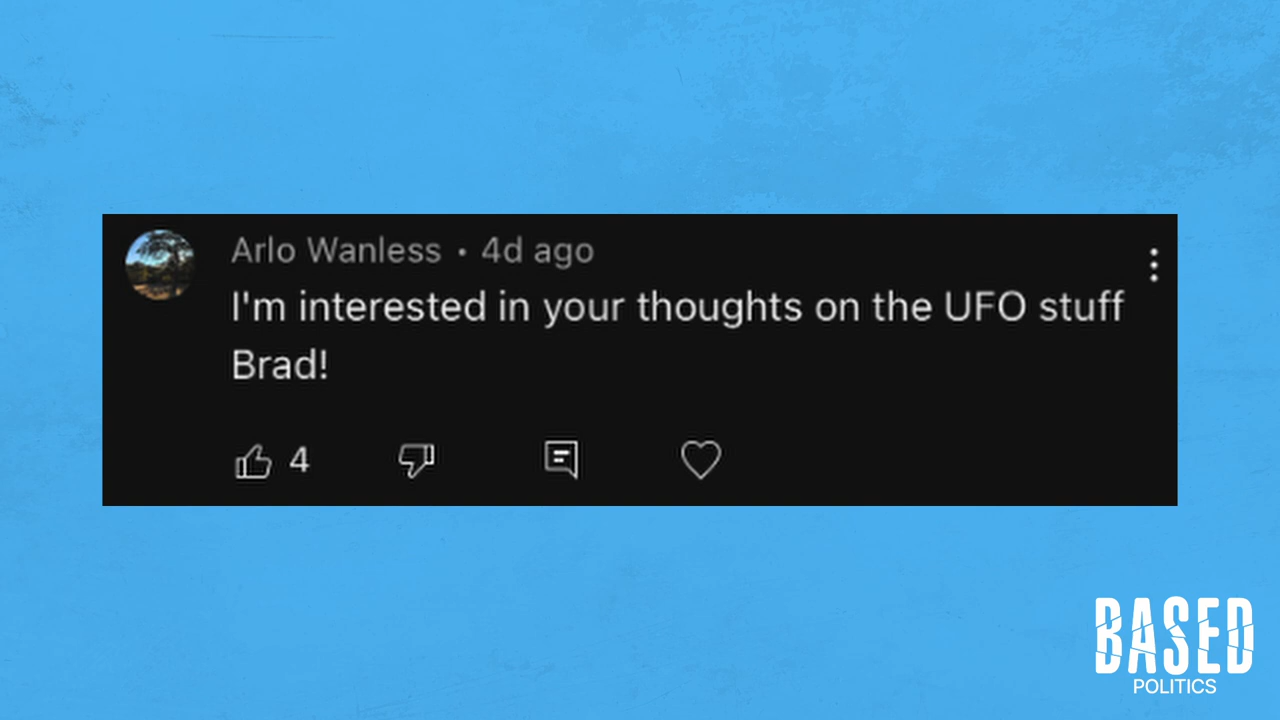 Arlo Wanless • 4d ago
I'm interested in your thoughts on the UFO stuff
Brad!
4
BASED
POLITICS